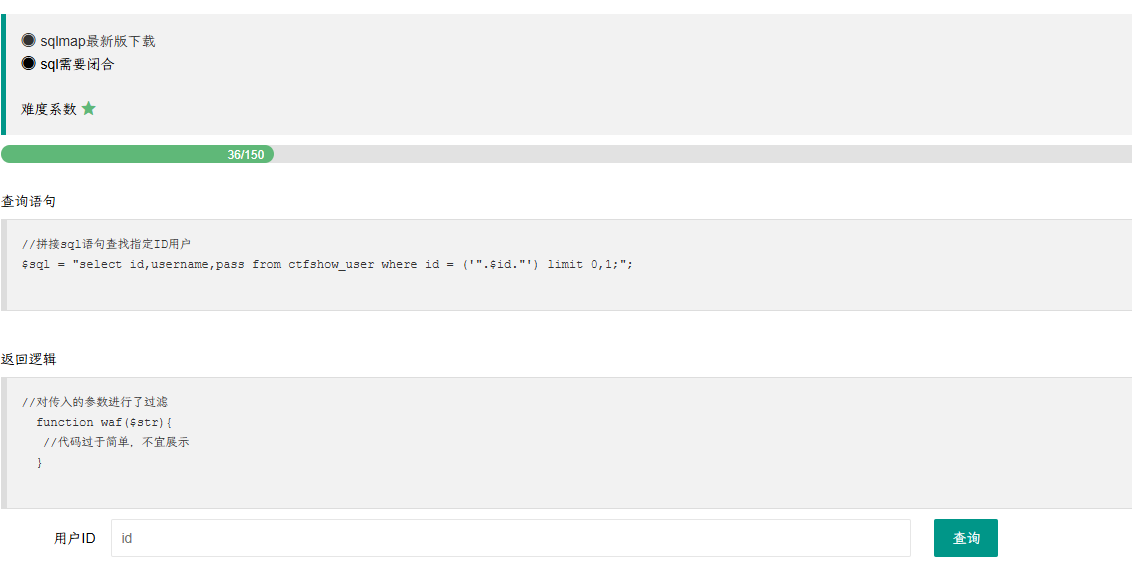 sqlmap最新版下载
sql需要闭合
难度系数
36/150
查询语句
//拼接sql语句查找指定ID用户
$sql = "select id,username,pass from ctfshow_user where id = ('".$id."') limit 0,1;";
返回逻辑
//对传入的参数进行了过滤
function waf($str){
//代码过于简单，不宜展示
}
用户ID id 查询